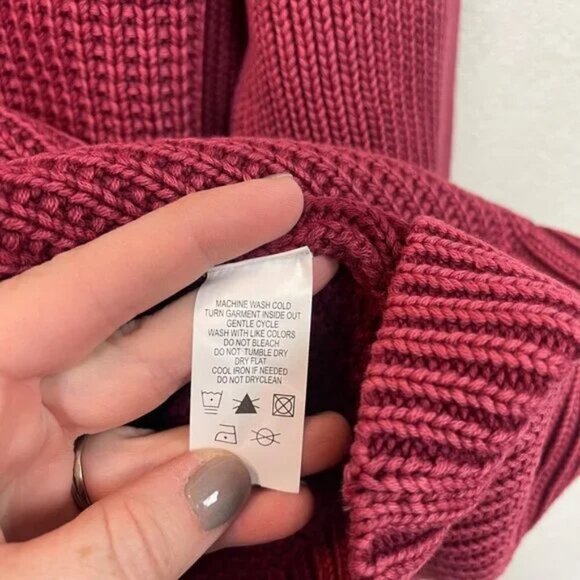 MACHINE WASH COLD
TURN GARMENT INSIDE OUT
GENTLE CYCLE
WASH WITH LIKE COLORS
DO NOT BLEACH
DO NOT TUMBLE DRY
DRY FLAT
COOL IRON IF NEEDED
DO NOT DRYCLEAN